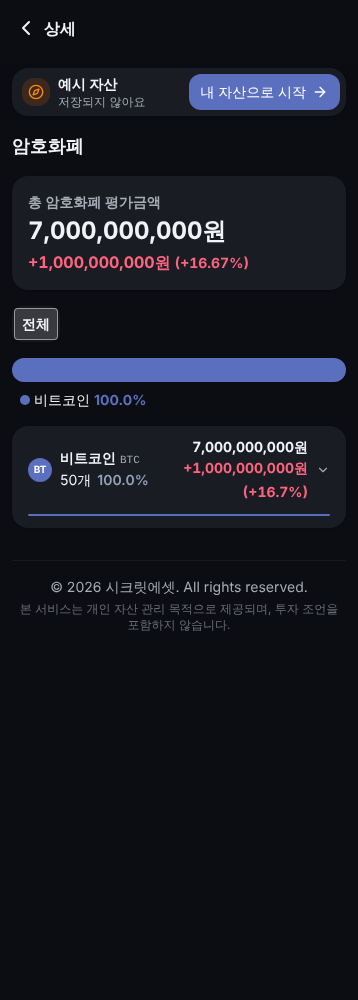 상세
예시 자산
저장되지 않아요
내 자산으로 시작
암호화폐
총 암호화폐 평가금액
7,000,000,000원
+1,000,000,000원 (+16.67%)
전체
비트코인 100.0%
BT
비트코인 BTC
50개 100.0%
7,000,000,000원
+1,000,000,000원
(+16.7%)
© 2026 시크릿에셋. All rights reserved.
본 서비스는 개인 자산 관리 목적으로 제공되며, 투자 조언을
포함하지 않습니다.